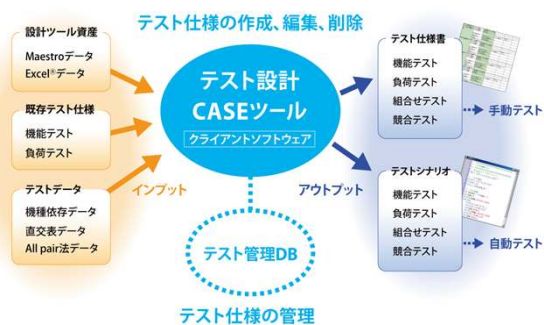 テスト仕様の作成、編集、削除
設計ツール資産
Maestroデータ
Excel®データ
既存テスト仕様
機能テスト
負荷テスト
テストデータ
機種依存データ
直交表データ
All pair法データ
インプット
テスト設計
CASEツール
クライアントソフトウェア
アウトプット
テスト管理DB
テスト仕様の管理
テスト仕様書
機能テスト
負荷テスト
組合せテスト
競合テスト
手動テスト
テストシナリオ
機能テスト
負荷テスト
組合せテスト
競合テスト
自動テスト